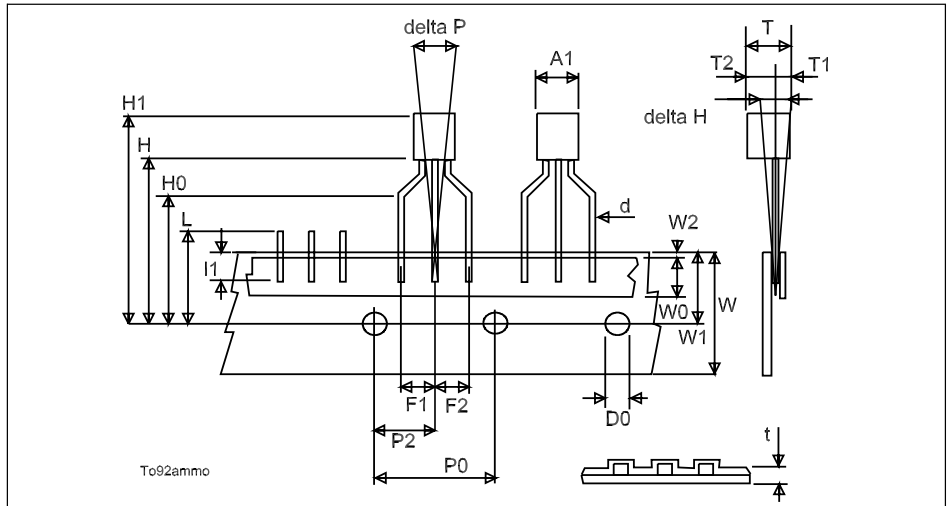 delta P
T
A1
T2
T1
H1
delta H
H
H0
d
L
W2
I1
W0
W
W1
F1
F2
D0
P2
t
P0
To92ammo